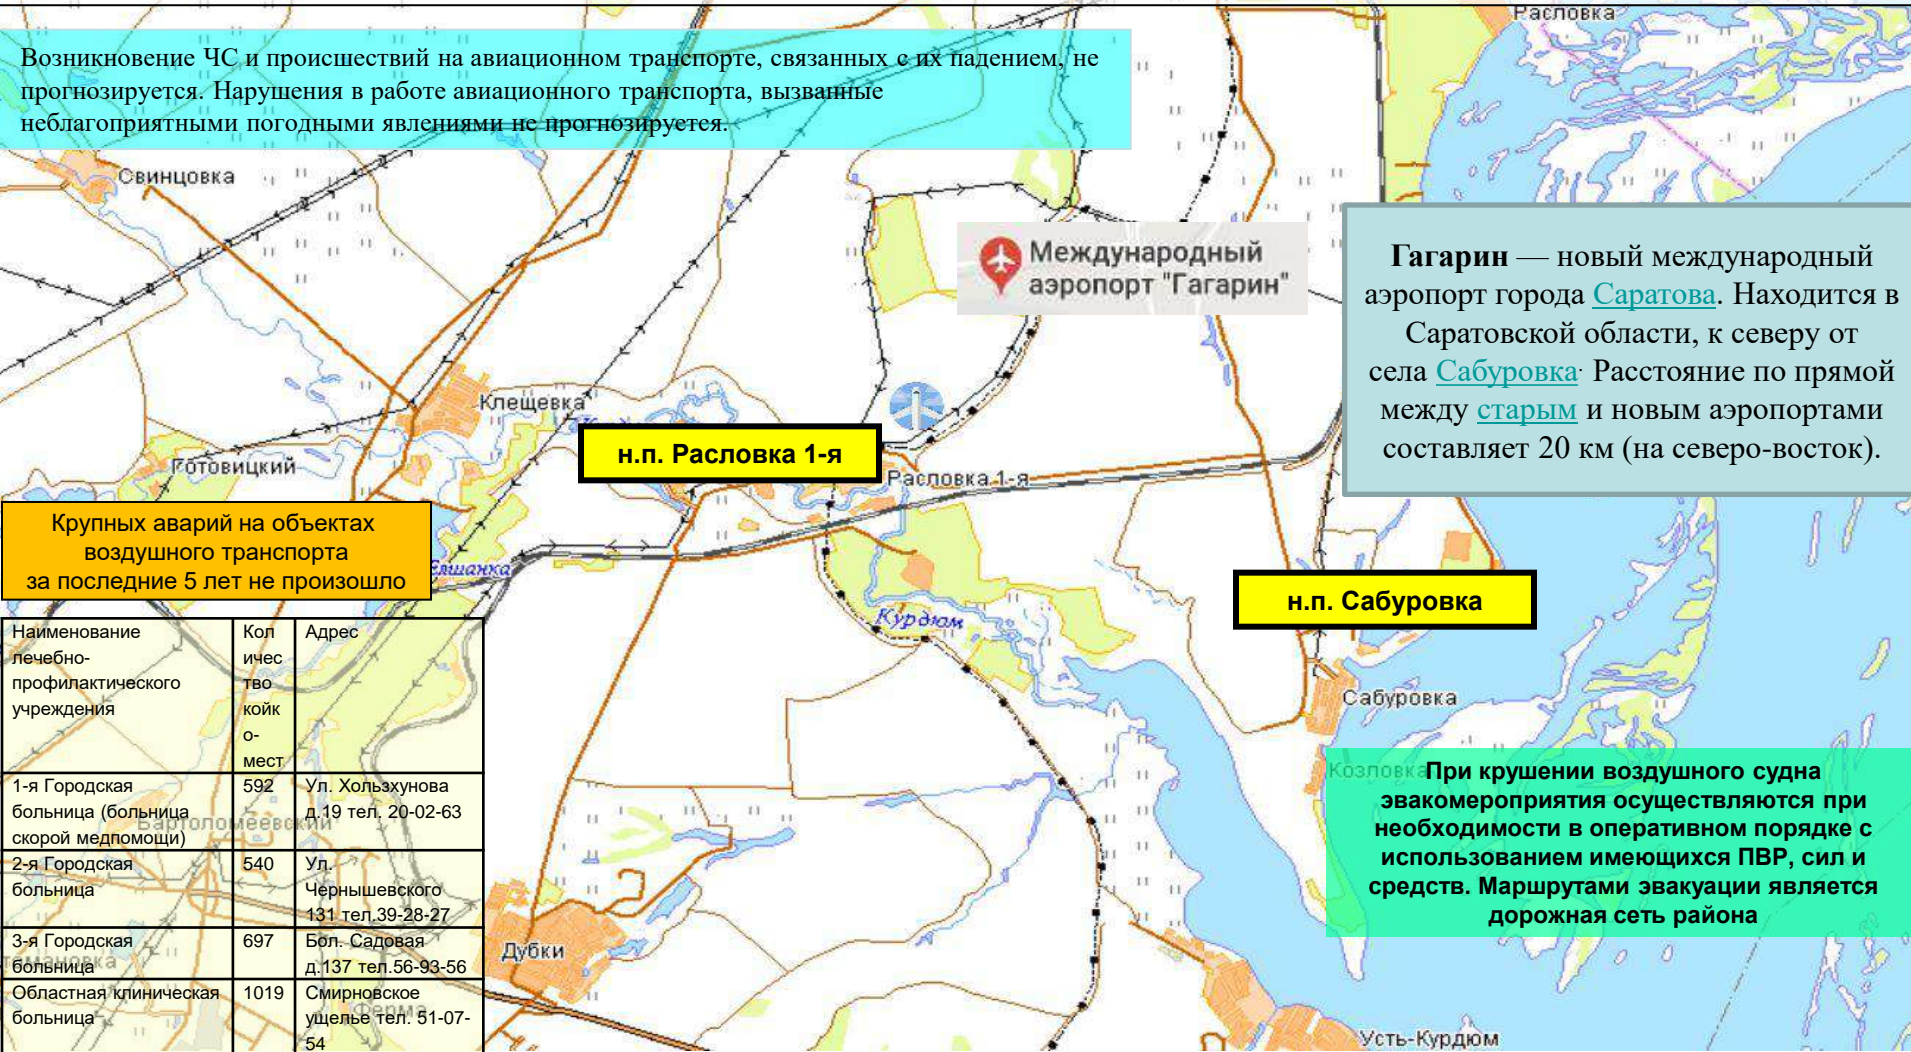 Расловка
Возникновение ЧС и происшествий на авиационном транспорте, связанных с их падением, не
прогнозируется. Нарушения в работе авиационного транспорта, вызванные
неблагоприятными погодными явлениями не прогнозируется.
Свинцовка
Международный
аэропорт "Гагарин"
Гагарин — новый международный
аэропорт города Саратова. Находится в
Саратовской области, к северу от
села Сабуровка. Расстояние по прямой
между старым и новым аэропортами
составляет 20 км (на северо-восток).
Клещевка
н.п. Расловка 1-я
Расловка 1-я
Готовицкий
Крупных аварий на объектах
воздушного транспорта
за последние 5 лет не произошло
Елшанка
Курдюм
н.п. Сабуровка
Сабуровка
Козловка
При крушении воздушного судна
эвакомероприятия осуществляются при
необходимости в оперативном порядке с
использованием имеющихся ПВР, сил и
средств. Маршрутами эвакуации является
дорожная сеть района
Наименование
лечебно-
профилактического
учреждения
Кол
ичес
тво
койк
о-
мест
Адрес
1-я Городская
больница (больница
скорой медпомощи)
592
Ул. Хользхунова
д.19 тел. 20-02-63
Бартоломеевский
2-я Городская
больница
540
Ул.
Чернышевского
131 тел.39-28-27
3-я Городская
больница
697
Бол. Садовая
д.137 тел.56-93-56
Областная клиническая
больница
1019
Смирновское
ущелье тел. 51-07-
54
Ферма
Дубки
Усть-Курдюм